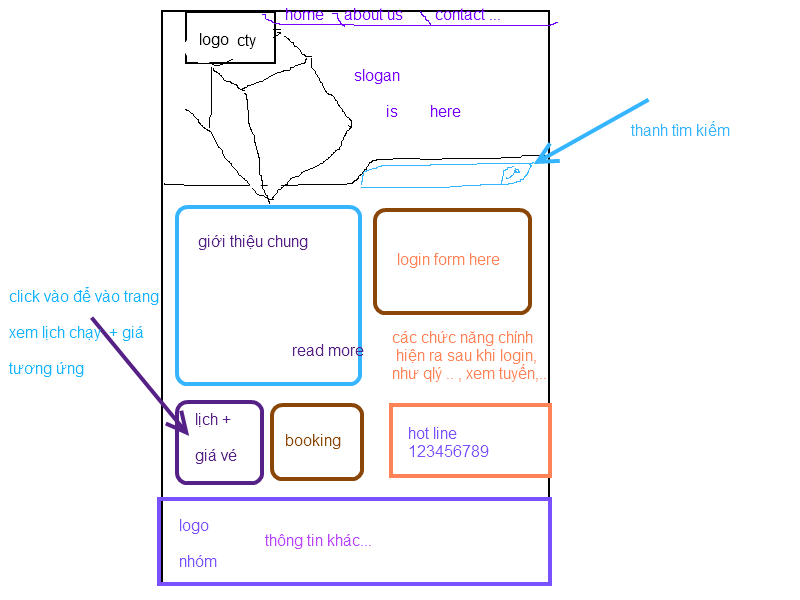 home about us contact ...
logo cty
slogan
is here
thanh tìm kiếm
giới thiệu chung
read more
login form here
click vào để vào trang
xem lịch chạy + giá
tương ứng
các chức năng chính
hiện ra sau khi login,
như qlý .. , xem tuyến,..
lịch +
giá vé
booking
hot line
123456789
logo
nhóm
thông tin khác...